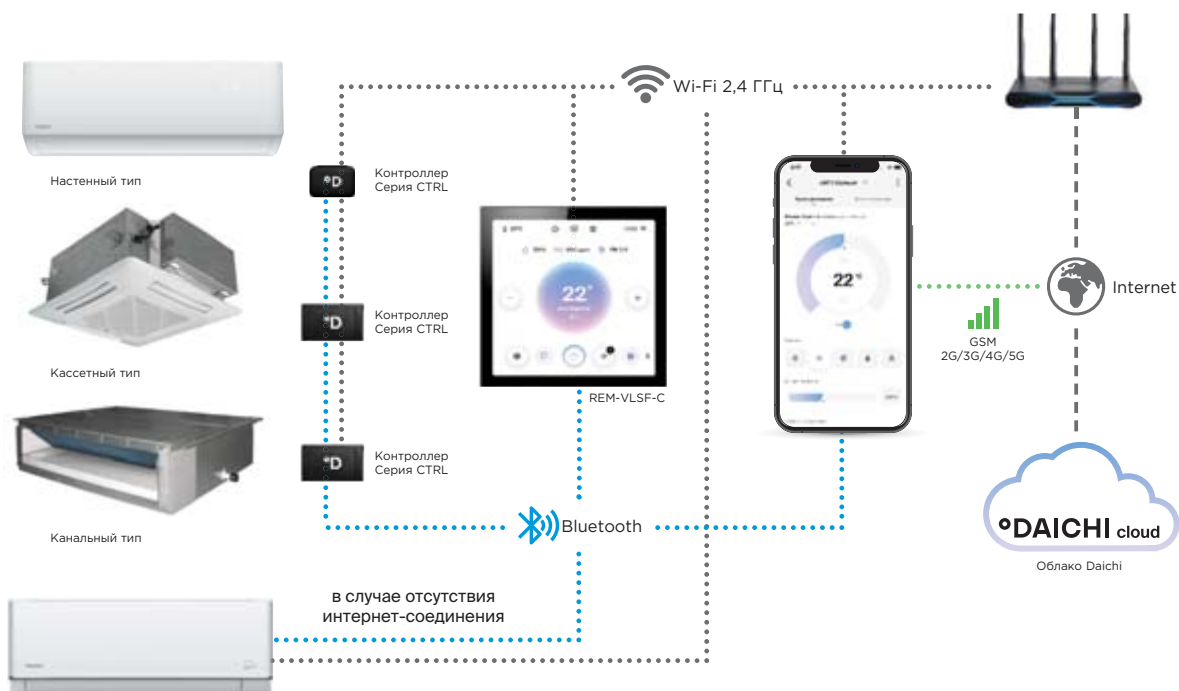 Wi-Fi 2,4 ГГц
Настенный тип
°D
Контроллер
Серия CTRL
22°
REM-VLSF-C
22°
Кассетный тип
°D
Контроллер
Серия CTRL
GSM
2G/3G/4G/5G
Internet
Канальный тип
°D
Контроллер
Серия CTRL
Bluetooth
°DAICHI cloud
Облако Daichi
в случае отсутствия
интернет-соединения